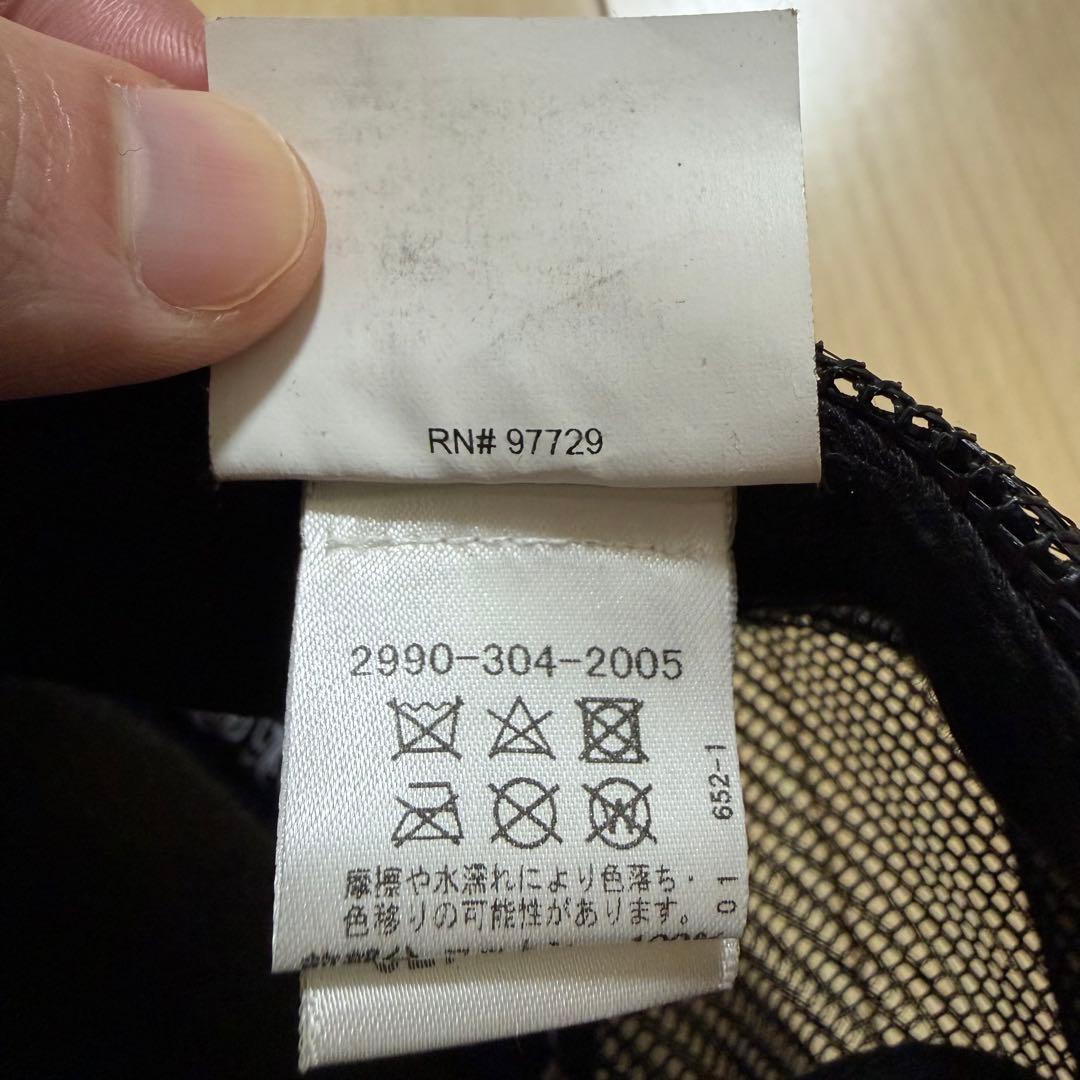 RN# 97729
2990-304-2005
W
摩擦や水濡れにより色落ち・
色移りの可能性があります。
652-1
01